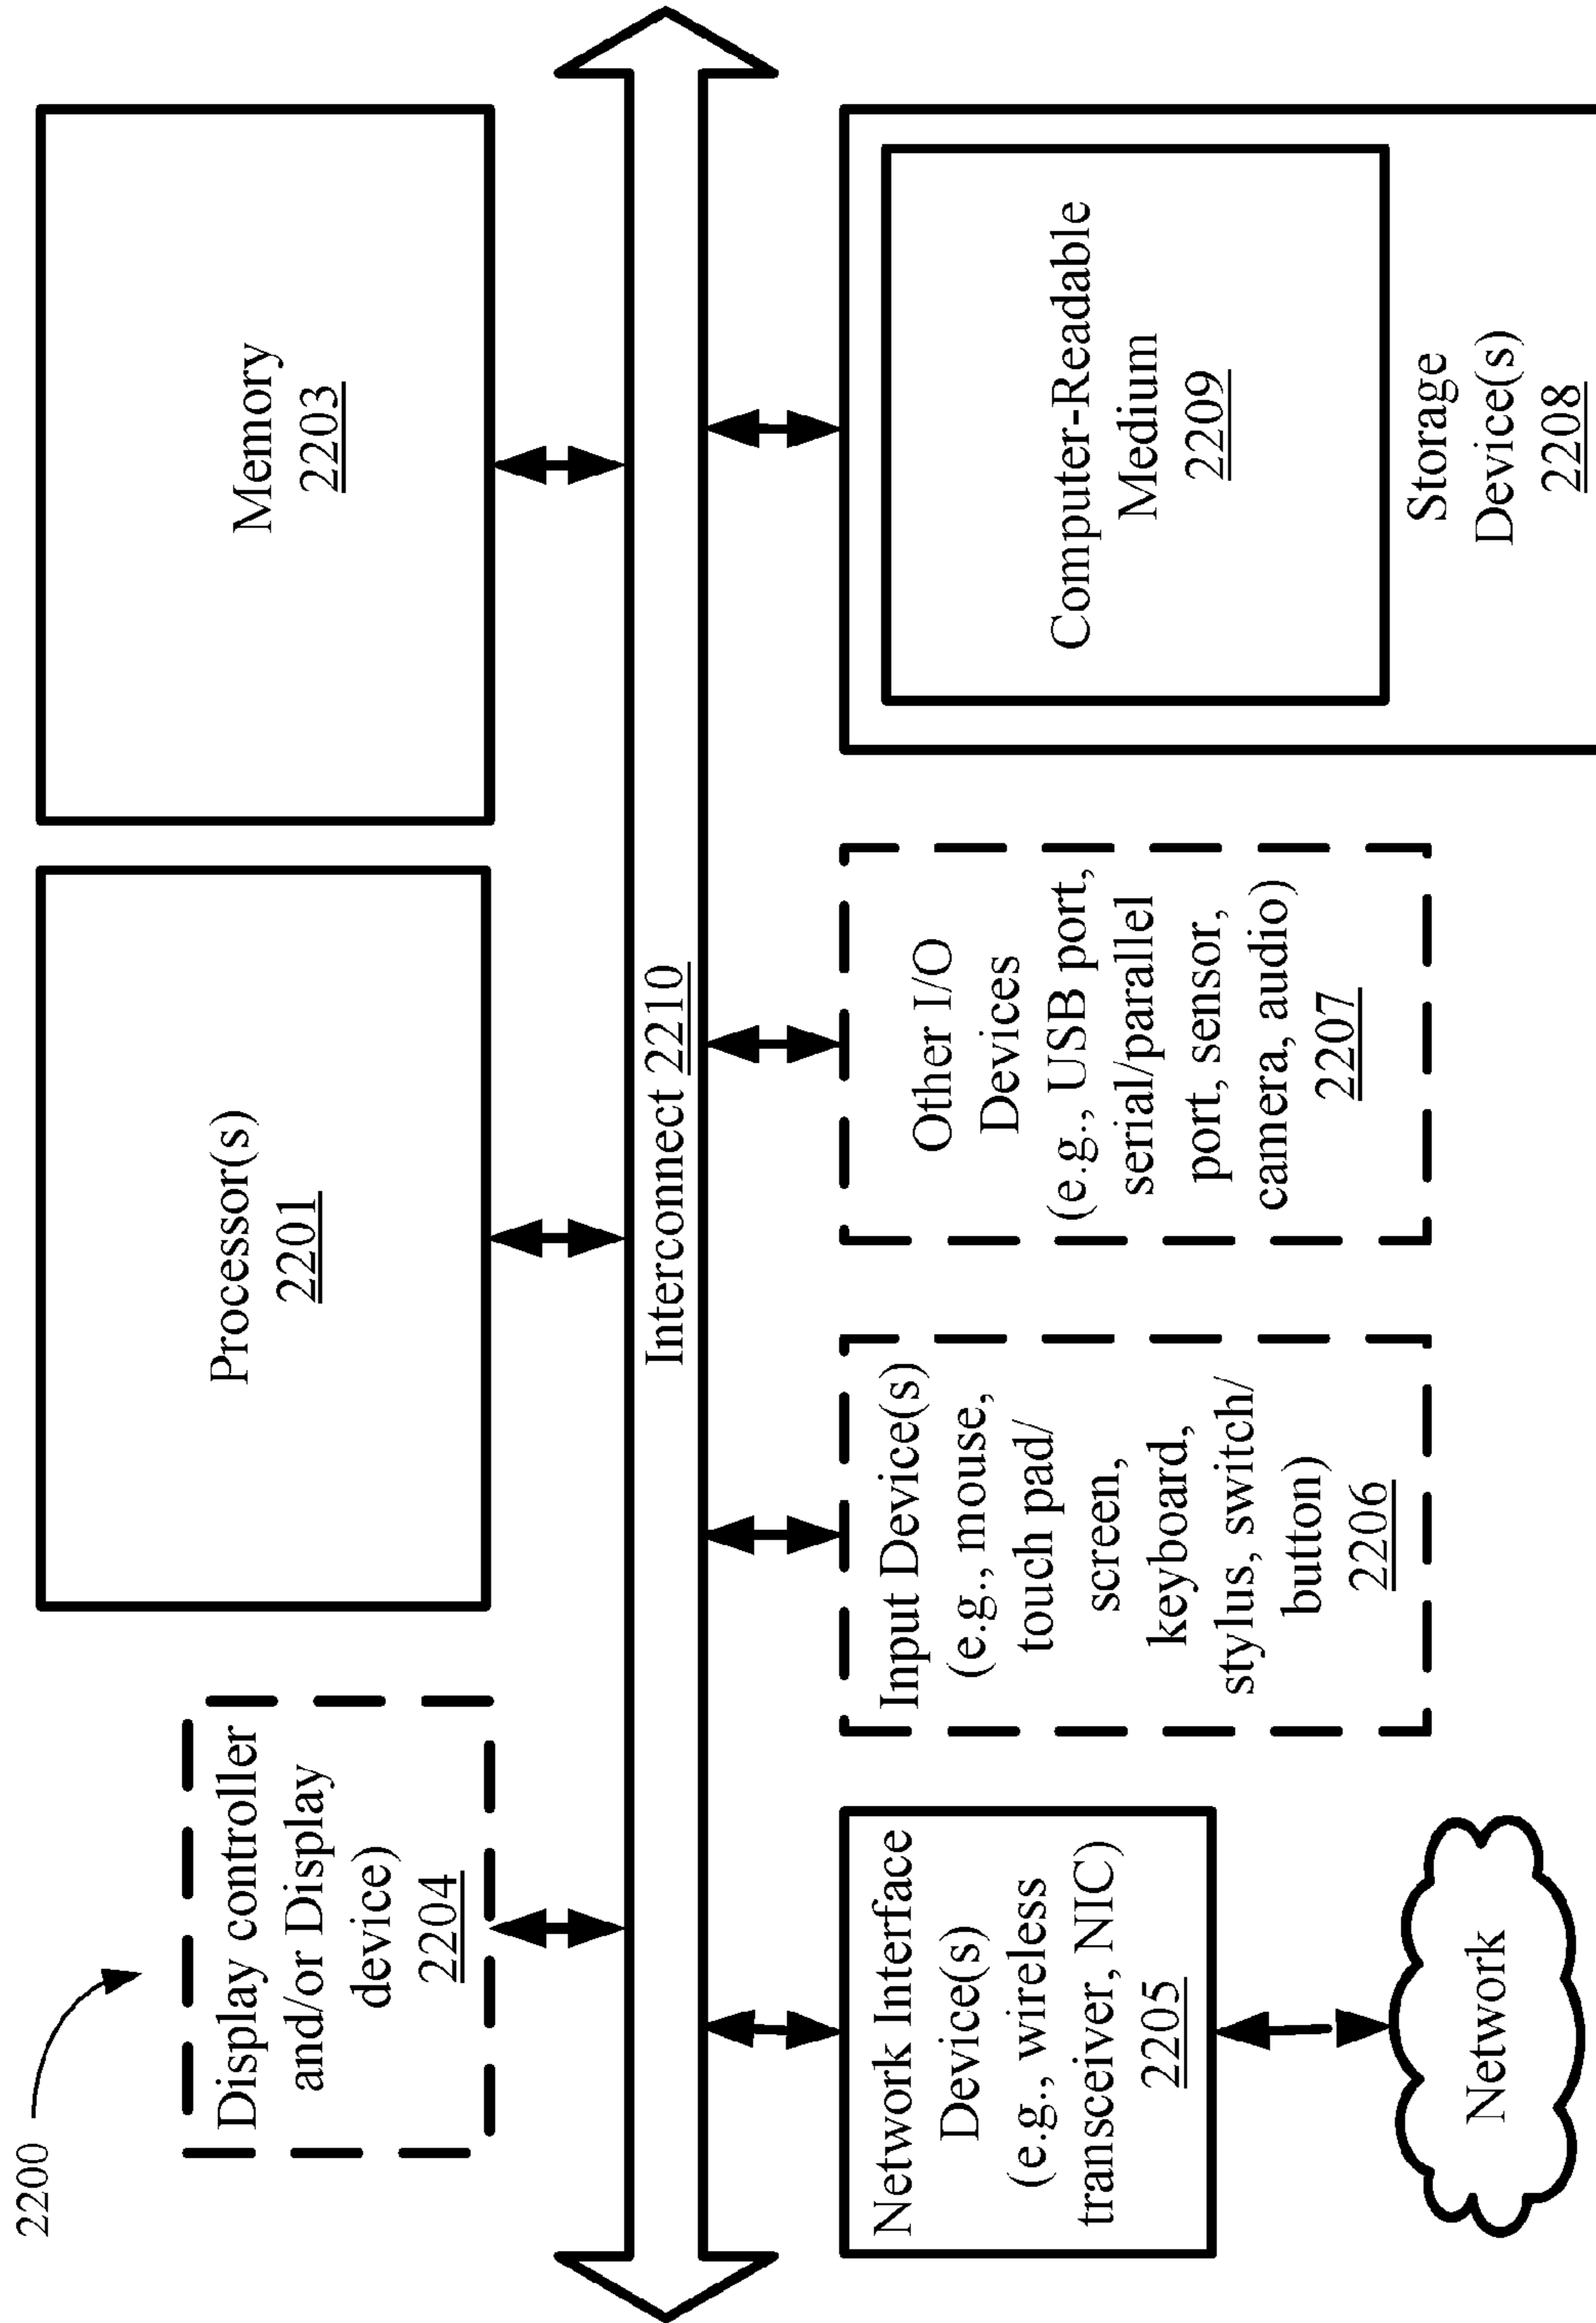 2200
Display controller
and/or Display
device)
2204
Processor(s)
2201
Memory
2203
Interconnect 2210
Network Interface
Device(s)
(e.g., wireless
transceiver, NIC)
2205
Input Device(s)
(e.g., mouse,
touch pad/
screen,
keyboard,
stylus, switch/
button)
2206
Other I/O
Devices
(e.g., USB port,
serial/parallel
port, sensor,
camera, audio)
2207
Computer-Readable
Medium
2209
Storage
Device(s)
2208
Network